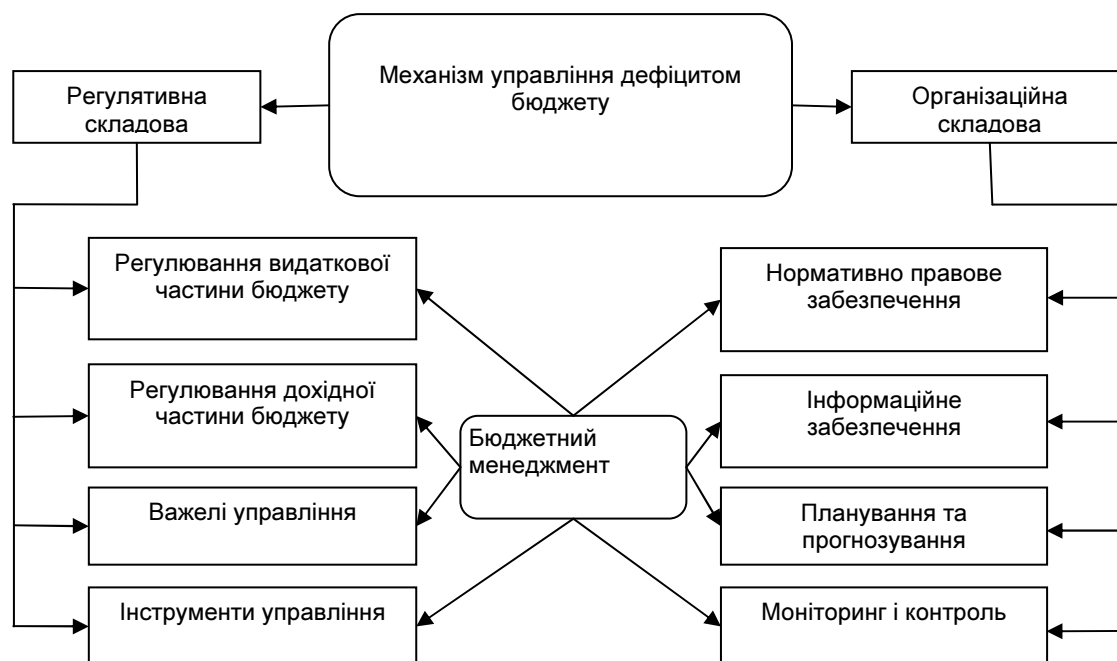 Механізм управління дефіцитом
бюджету
Регулятивна
складова
Організаційна
складова
Регулювання видаткової
частини бюджету
Нормативно правове
забезпечення
Регулювання дохідної
частини бюджету
Інформаційне
забезпечення
Бюджетний
менеджмент
Важелі управління
Планування та
прогнозування
Інструменти управління
Моніторинг і контроль